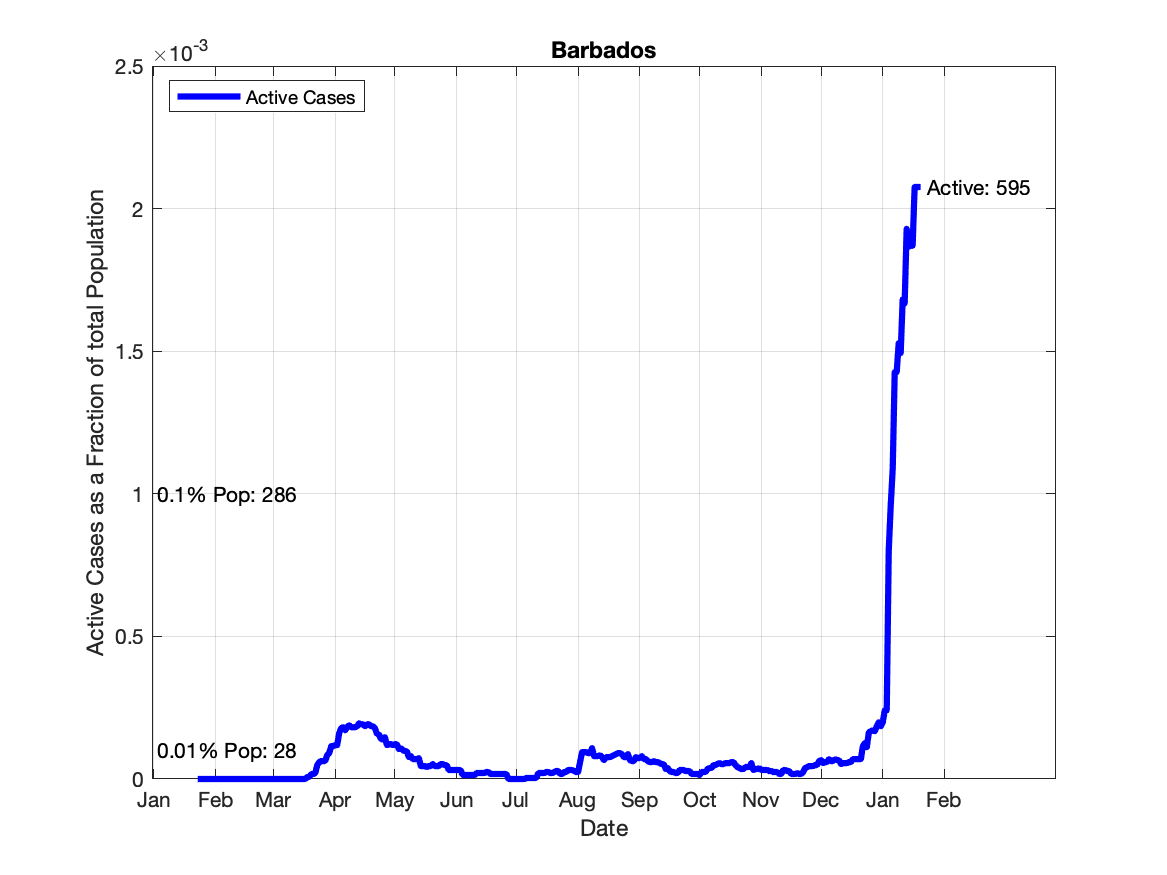 Barbados
×10-3
Active Cases
Active Cases as a Fraction of total Population
2.5
2
1.5
1
0.5
0
Active: 595
0.1% Pop: 286
0.01% Pop: 28
Jan Feb Mar Apr May Jun Jul Aug Sep Oct Nov Dec Jan Feb
Date